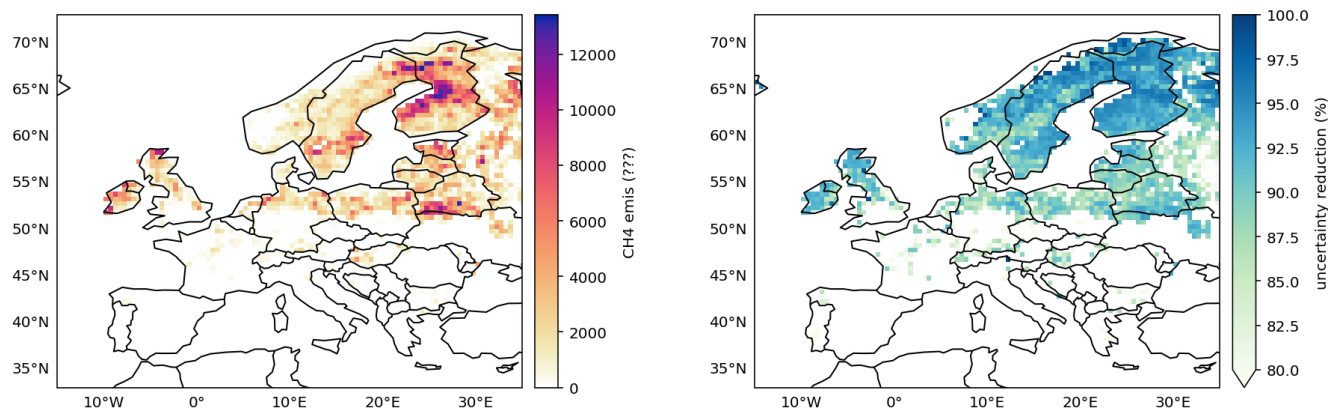 70°N
65°N
60°N
55°N
50°N
45°N
40°N
35°N
10°W 0° 10°E 20°E 30°E
12000
10000
8000
6000
4000
2000
0
CH4 emis (???)
70°N
65°N
60°N
55°N
50°N
45°N
40°N
35°N
10°W 0° 10°E 20°E 30°E
100.0
97.5
95.0
92.5
90.0
87.5
85.0
82.5
80.0
uncertainty reduction (%)